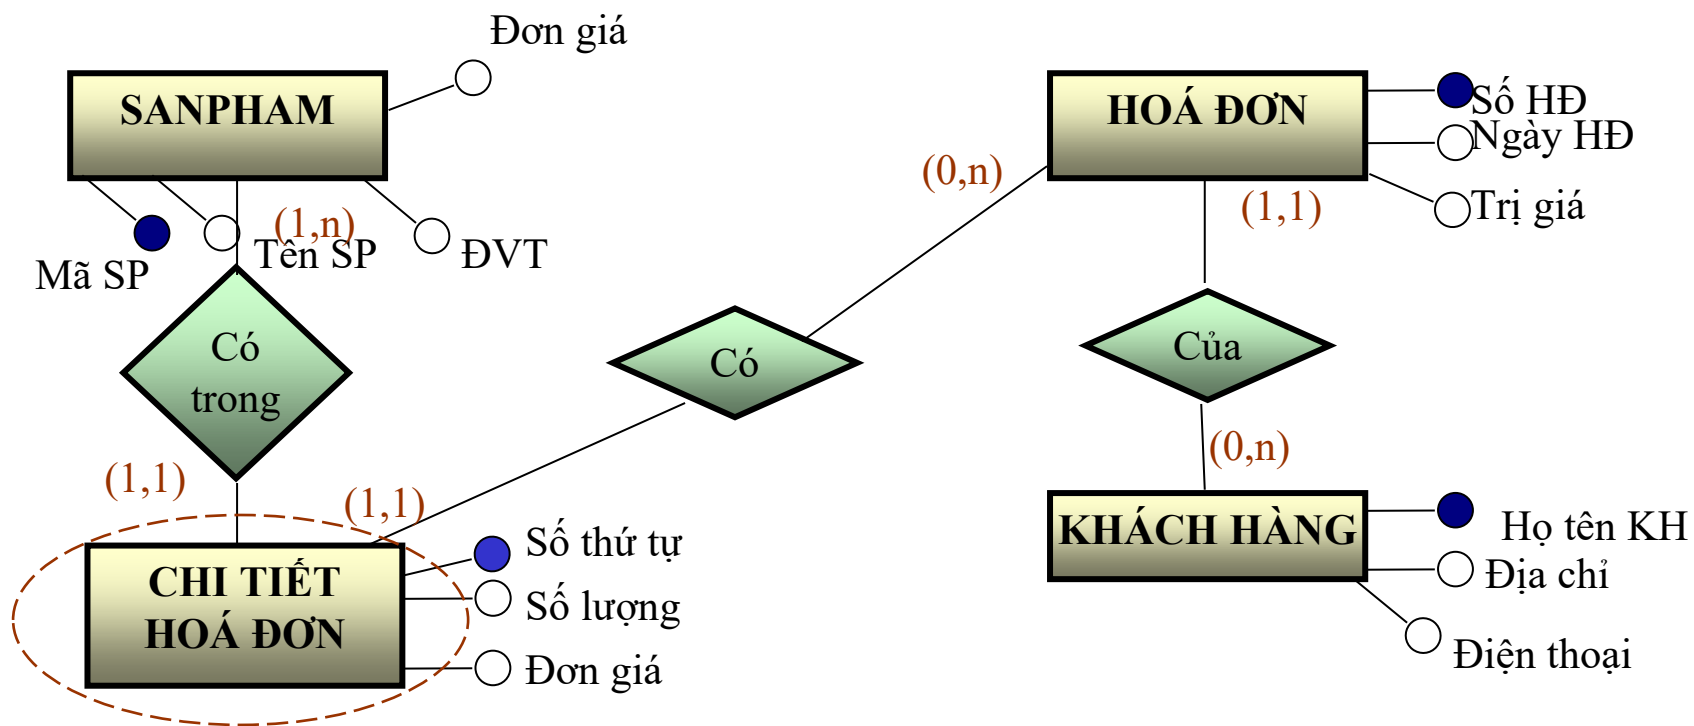 Đơn giá
SANPHAM
Mã SP
Tên SP
(1,n)
ĐVT
Có
trong
(1,1)
(1,1)
CHI TIẾT
HOÁ ĐƠN
Số thứ tự
Số lượng
Đơn giá
Có
(0,n)
HOÁ ĐƠN
Số HĐ
Ngày HĐ
Trị giá
(1,1)
Của
(0,n)
KHÁCH HÀNG
Họ tên KH
Địa chỉ
Điện thoại